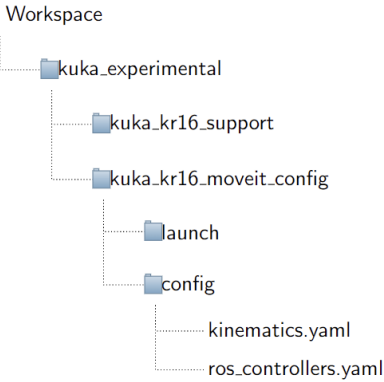 Workspace
kuka_experimental
kuka_kr16_support
kuka_kr16_moveit_config
launch
config
kinematics.yaml
ros_controllers.yaml